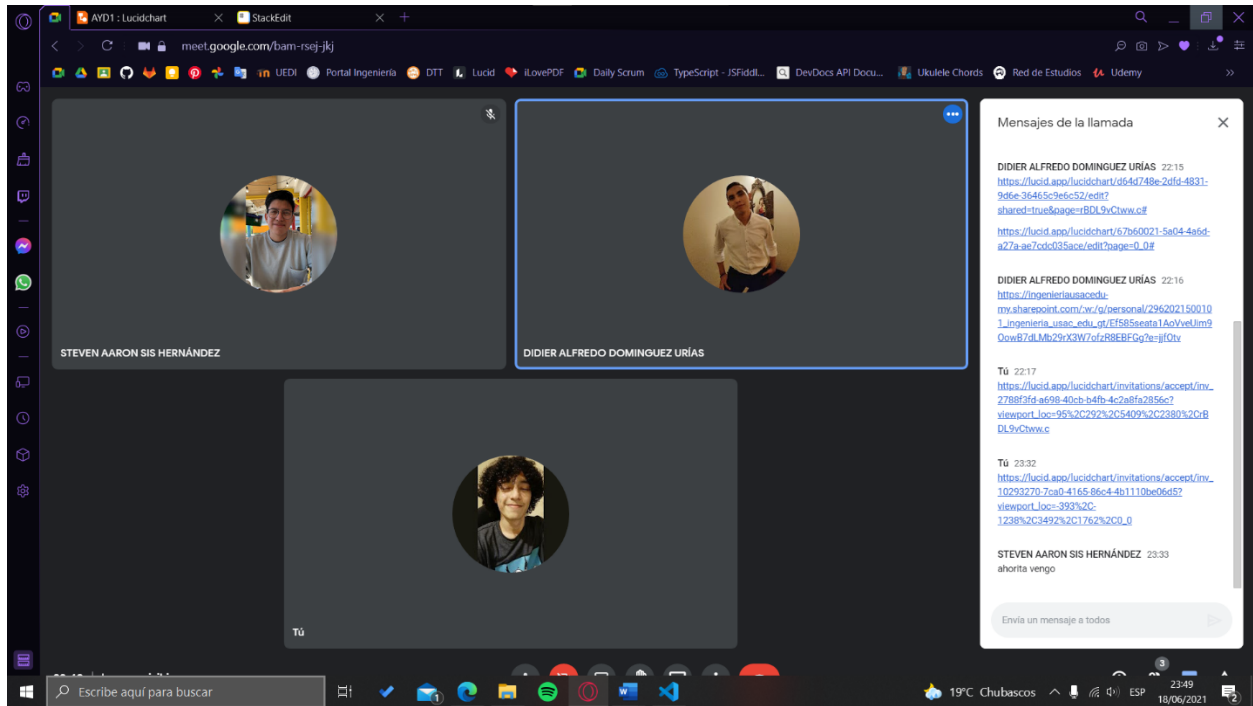 AYD1 : Lucidchart
StackEdit
meet.google.com/bam-rsej-jkj
UEDI
Portal Ingeniería
DTT
Lucid
iLovePDF
Daily Scrum
TypeScript - JSFiddl...
DevDocs API Docu...
Ukulele Chords
Red de Estudios
Udemy
STEVEN AARON SIS HERNÁNDEZ
DIDIER ALFREDO DOMINGUEZ URÍAS
Tú
Mensajes de la llamada
DIDIER ALFREDO DOMINGUEZ URÍAS 22:15
https://lucid.app/lucidchart/d64d748e-2dfd-4831-
9d6e-36465c9e6c52/edit?
shared=true&page=rBDL9vCtww.c#
https://lucid.app/lucidchart/67b60021-5a04-4a6d-
a27a-ae7cdc035ace/edit?page=0_0#
DIDIER ALFREDO DOMINGUEZ URÍAS 22:16
https://ingenieriausacedu-
my.sharepoint.com/:w:/g/personal/296202150010
1_ingenieria_usac_edu_gt/Ef585seata1AoVveUim9
OowB7dLMb29rX3W7ofzR8EBFGg?e=jjfOtv
Tú 22:17
https://lucid.app/lucidchart/invitations/accept/inv_
2788f3fd-a698-40cb-b4fb-4c2a8fa2856c?
viewport_loc=95%2C292%2C5409%2C2380%2CrB
DL9vCtww.c
Tú 23:32
https://lucid.app/lucidchart/invitations/accept/inv_
10293270-7ca0-4165-86c4-4b1110be06d5?
viewport_loc=-393%2C-
1238%2C3492%2C1762%2C0_0
STEVEN AARON SIS HERNÁNDEZ 23:33
ahorita vengo
Envía un mensaje a todos
3
Escribe aquí para buscar
1
19°C Chubascos
ESP
23:49
18/06/2021
2